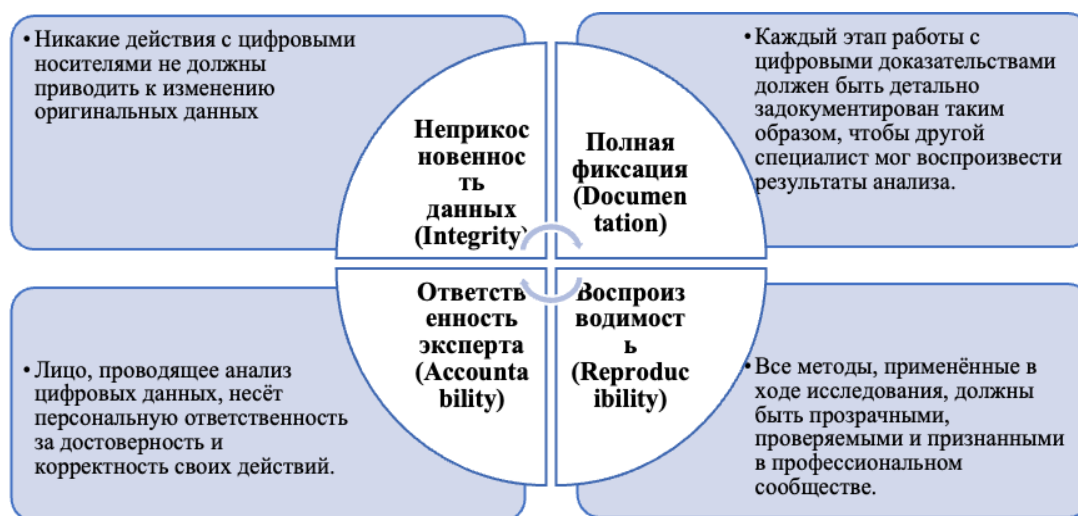 • Никакие действия с цифровыми
носителями не должны
приводить к изменению
оригинальных данных
Неприкос
новеннос
ть
данных
(Integrity)
Полная
фиксация
(Documen
tation)
• Каждый этап работы с
цифровыми доказательствами
должен быть детально
задокументирован таким
образом, чтобы другой
специалист мог воспроизвести
результаты анализа.
• Лицо, проводящее анализ
цифровых данных, несёт
персональную ответственность
за достоверность и
корректность своих действий.
Ответств
енность
эксперта
(Accounta
bility)
Воспроиз
водимост
ь
(Reproduc
ibility)
• Все методы, применённые в
ходе исследования, должны
быть прозрачными,
проверяемыми и признанными
в профессиональном
сообществе.